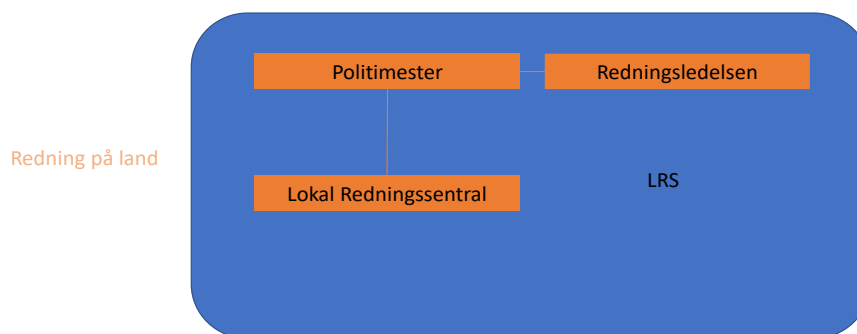 Politimester
Redningsledelsen
Redning på land
Lokal Redningssentral
LRS